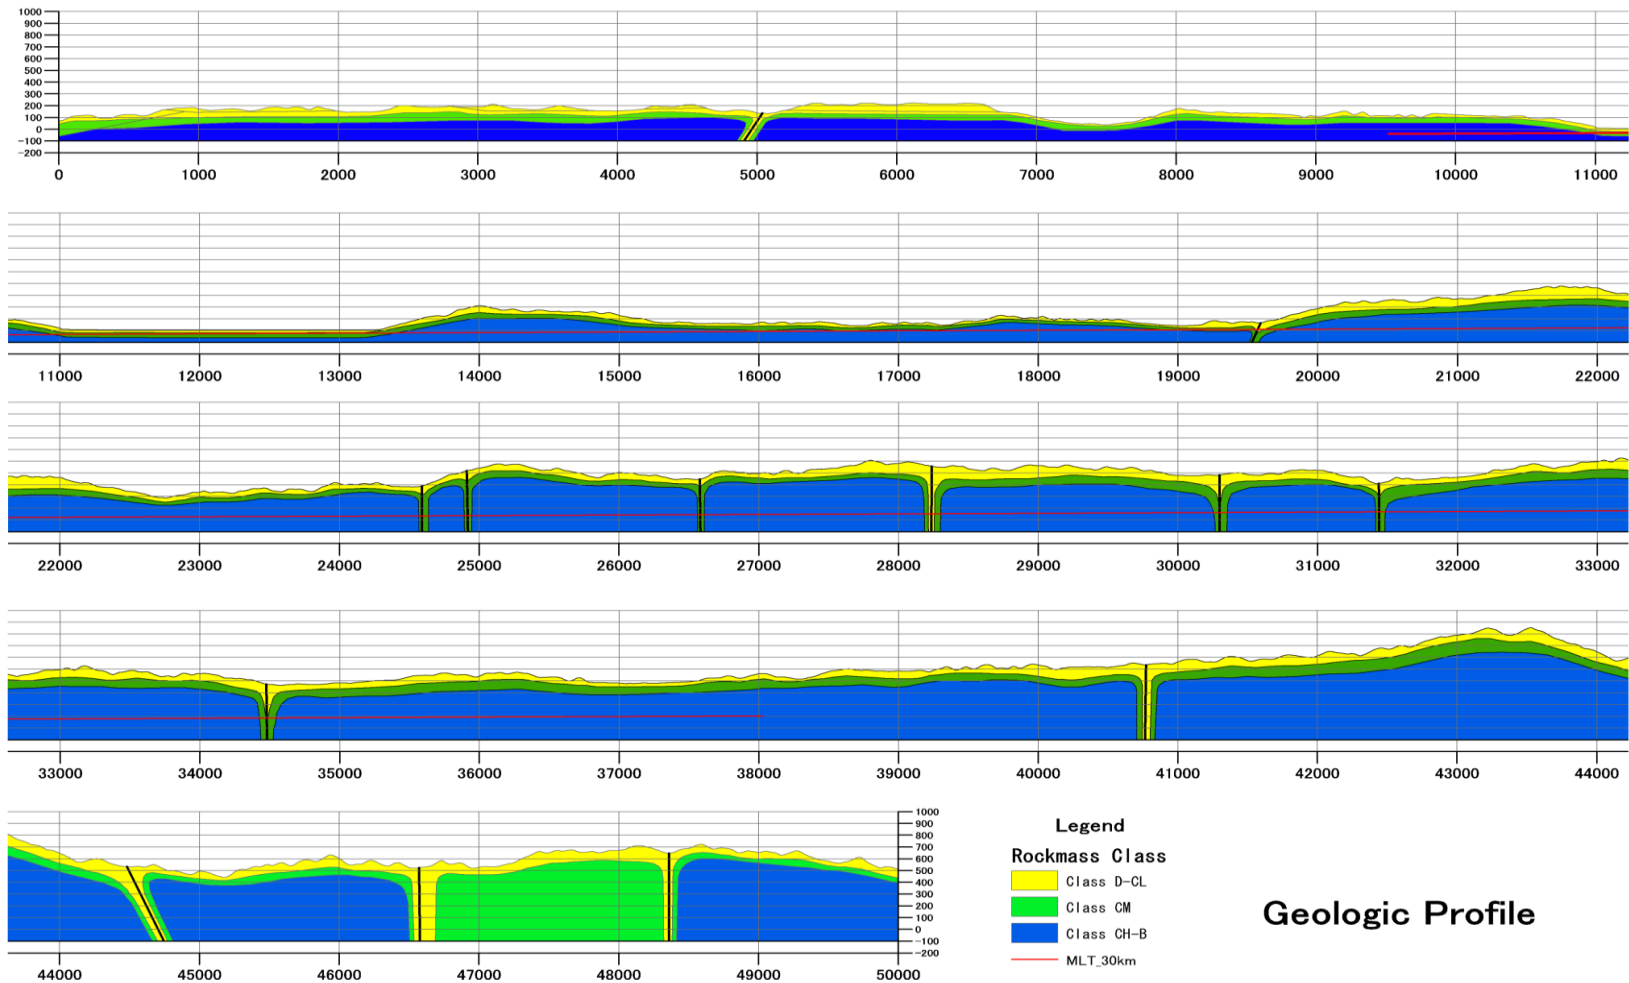 1000
900
800
700
600
500
400
300
200
100
0
-100
-200
0 1000 2000 3000 4000 5000 6000 7000 8000 9000 10000 11000
11000 12000 13000 14000 15000 16000 17000 18000 19000 20000 21000 22000
22000 23000 24000 25000 26000 27000 28000 29000 30000 31000 32000 33000
33000 34000 35000 36000 37000 38000 39000 40000 41000 42000 43000 44000
1000
900
800
700
600
500
400
300
200
100
0
-100
-200
44000 45000 46000 47000 48000 49000 50000
Legend
Rockmass Class
Class D-CL
Class CM
Class CH-B
MLT_30km
Geologic Profile